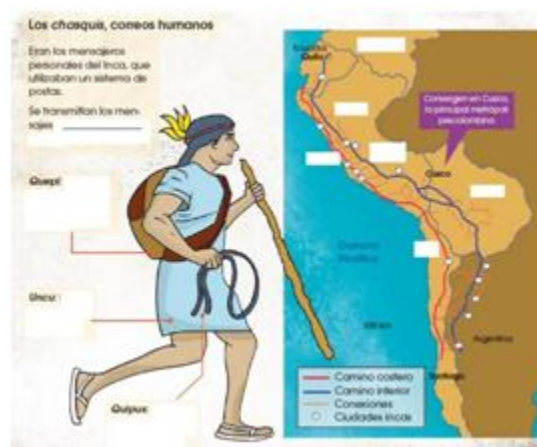 Los chasquis, correos humanos
Eran los mensajeros
personales del Inca, que
utilizaban un sistema de
postas.
Se transmitían los men-
sajes
Quepi:
Uncu:
Quipus:
Quito
Convergen en Cusco,
la principal metrópoli
precolombina.
Cusco
Océano
Pacífico
Argentina
Santiago
Camino costero
Camino interior
Conexiones
Ciudades incas